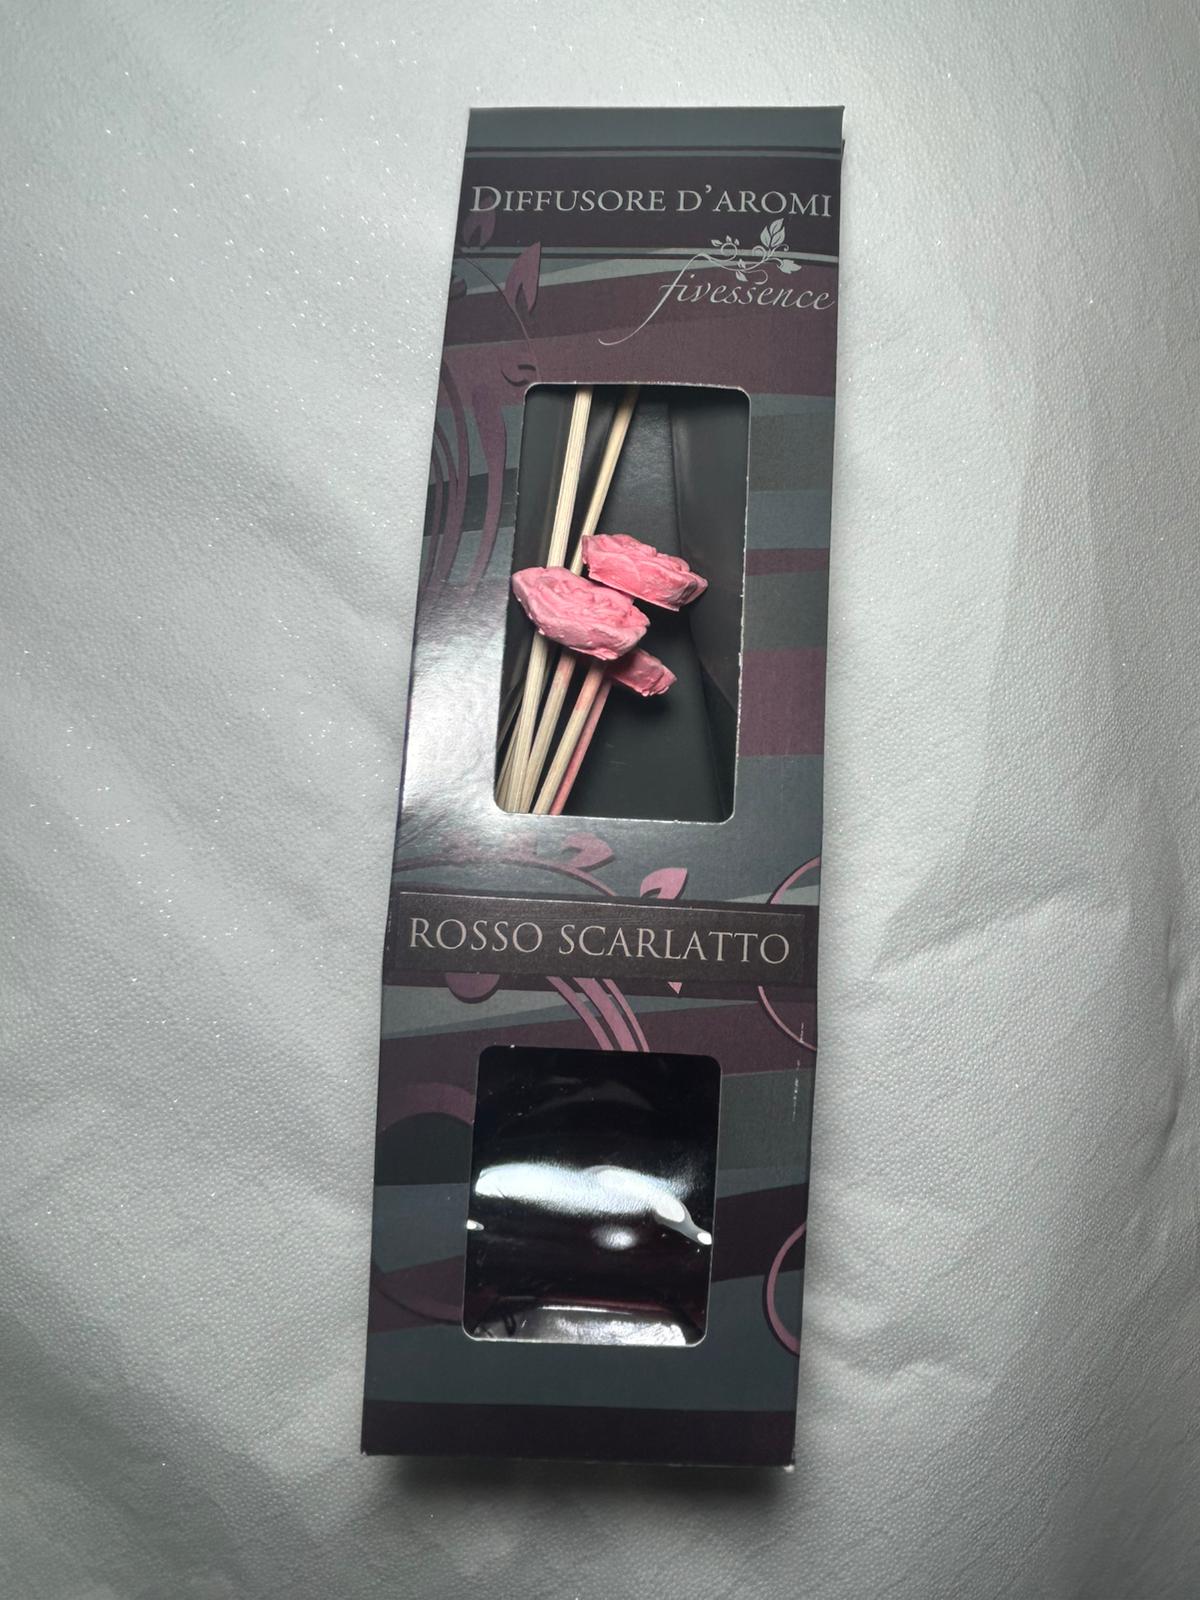 DIFFUSORE D'AROMI
fivessence
ROSSO SCARLATTO